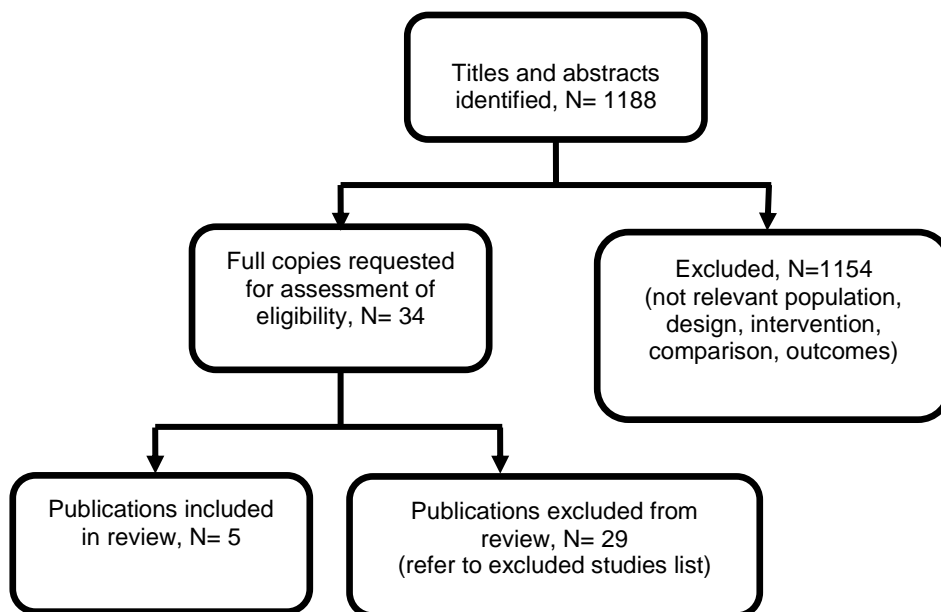 Titles and abstracts
identified, N= 1188
Full copies requested
for assessment of
eligibility, N= 34
Excluded, N=1154
(not relevant population,
design, intervention,
comparison, outcomes)
Publications included
in review, N= 5
Publications excluded from
review, N= 29
(refer to excluded studies list)